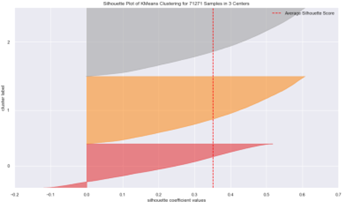 Silhouette Plot of KMeans Clustering for 71271 Samples in 3 Centers
Average Silhouette Score
cluster label
2
1
0
-0.2 -0.1 0.0 0.1 0.2 0.3 0.4 0.5 0.6 0.7
silhouette coefficient values